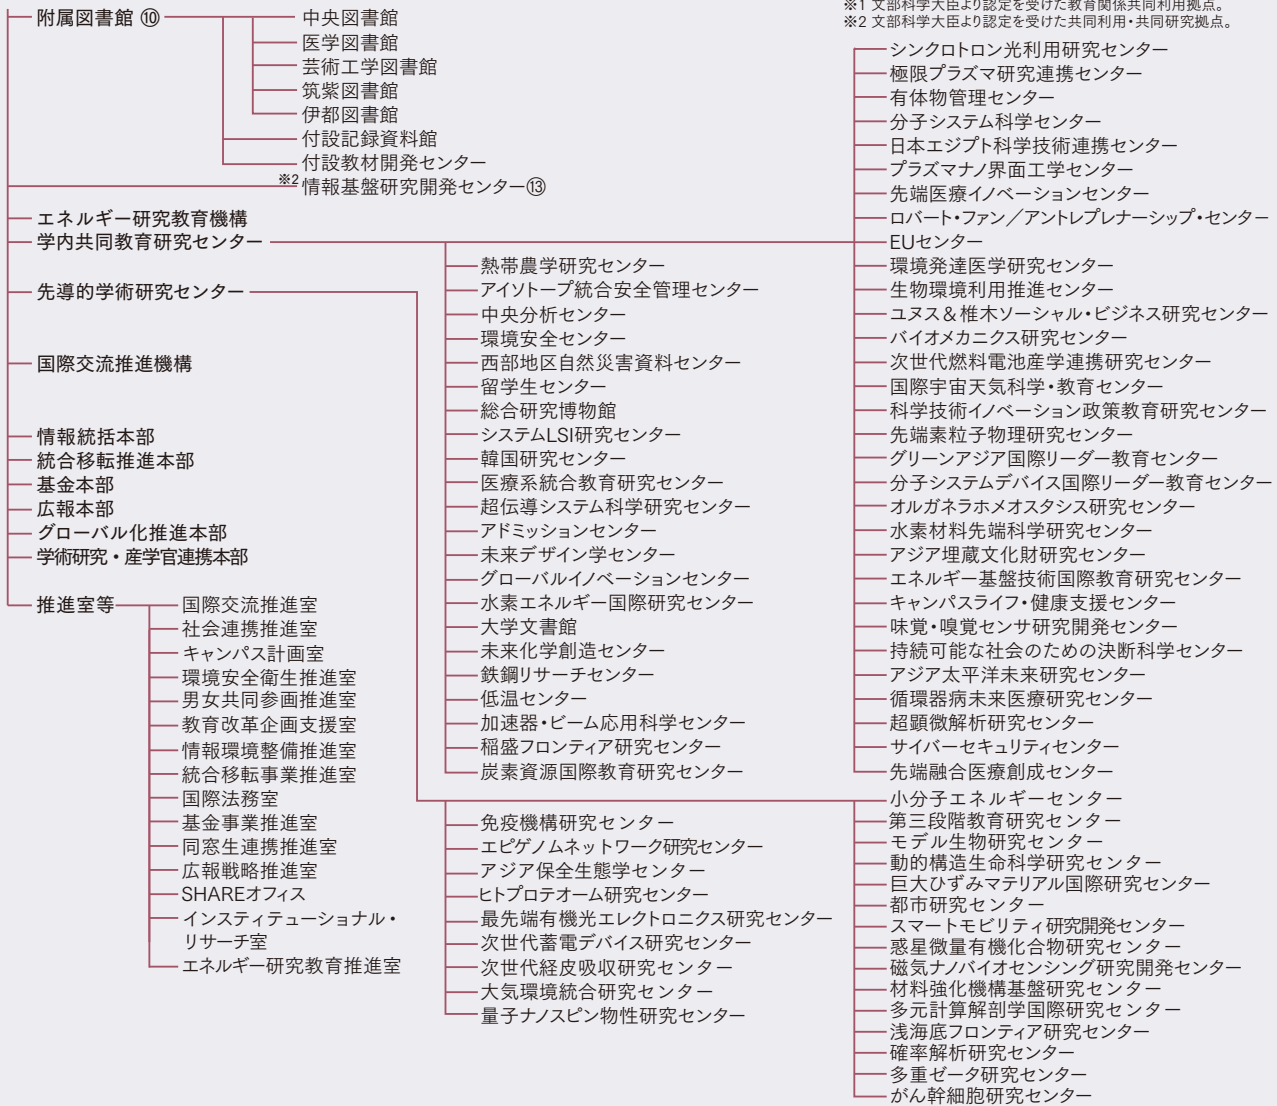 ※1 文部科学大臣より認定を受けた教育関係共同利用拠点。
※2 文部科学大臣より認定を受けた共同利用・共同研究拠点。
附属図書館 ⑩
中央図書館
医学図書館
芸術工学図書館
筑紫図書館
伊都図書館
付設記録資料館
付設教材開発センター
※2 情報基盤研究開発センター⑬
エネルギー研究教育機構
学内共同教育研究センター
熱帯農学研究センター
アイソトープ統合安全管理センター
中央分析センター
環境安全センター
西部地区自然災害資料センター
留学生センター
総合研究博物館
システムLSI研究センター
韓国研究センター
医療系統合教育研究センター
超伝導システム科学研究センター
アドミッションセンター
未来デザイン学センター
グローバルイノベーションセンター
水素エネルギー国際研究センター
大学文書館
未来化学創造センター
鉄鋼リサーチセンター
低温センター
加速器・ビーム応用科学センター
稲盛フロンティア研究センター
炭素資源国際教育研究センター
シンクロトロン光利用研究センター
極限プラズマ研究連携センター
有体物管理センター
分子システム科学センター
日本エジプト科学技術連携センター
プラズマナノ界面工学センター
先端医療イノベーションセンター
ロバート・ファン／アントレプレナーシップ・センター
EUセンター
環境発達医学研究センター
生物環境利用推進センター
ユヌス＆椎木ソーシャル・ビジネス研究センター
バイオメカニクス研究センター
次世代燃料電池産学連携研究センター
国際宇宙天気科学・教育センター
科学技術イノベーション政策教育研究センター
先端素粒子物理研究センター
グリーンアジア国際リーダー教育センター
分子システムデバイス国際リーダー教育センター
オルガネラホメオスタシス研究センター
水素材料先端科学研究センター
アジア埋蔵文化財研究センター
エネルギー基盤技術国際教育研究センター
キャンパスライフ・健康支援センター
味覚・嗅覚センサ研究開発センター
持続可能な社会のための決断科学センター
アジア太平洋未来研究センター
循環器病未来医療研究センター
超顕微解析研究センター
サイバーセキュリティセンター
先端融合医療創成センター
先導的学術研究センター
免疫機構研究センター
エピゲノムネットワーク研究センター
アジア保全生態学センター
ヒトプロテオーム研究センター
最先端有機光エレクトロニクス研究センター
次世代蓄電デバイス研究センター
次世代経皮吸収研究センター
大気環境統合研究センター
量子ナノスピン物性研究センター
小分子エネルギーセンター
第三段階教育研究センター
モデル生物研究センター
動的構造生命科学研究センター
巨大ひずみマテリアル国際研究センター
都市研究センター
スマートモビリティ研究開発センター
惑星微量有機化合物研究センター
磁気ナノバイオセンシング研究開発センター
材料強化機構基盤研究センター
多元計算解剖学国際研究センター
浅海底フロンティア研究センター
確率解析研究センター
多重ゼータ研究センター
がん幹細胞研究センター
国際交流推進機構
情報統括本部
統合移転推進本部
基金本部
広報本部
グローバル化推進本部
学術研究・産学官連携本部
推進室等
国際交流推進室
社会連携推進室
キャンパス計画室
環境安全衛生推進室
男女共同参画推進室
教育改革企画支援室
情報環境整備推進室
統合移転事業推進室
国際法務室
基金事業推進室
同窓生連携推進室
広報戦略推進室
SHAREオフィス
インスティテューショナル・
リサーチ室
エネルギー研究教育推進室